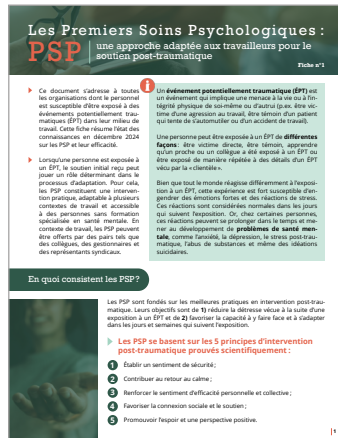 Les Premiers Soins Psychologiques :
PSP
une approche adaptée aux travailleurs pour le
soutien post-traumatique
Fiche n°1
Ce document s'adresse à toutes
les organisations dont le personnel
est susceptible d'être exposé à des
événements potentiellement trau-
matiques (ÉPT) dans leur milieu de
travail. Cette fiche résume l'état des
connaissances en décembre 2024
sur les PSP et leur efficacité.
Lorsqu'une personne est exposée à
un ÉPT, le soutien initial reçu peut
jouer un rôle déterminant dans le
processus d'adaptation. Pour cela,
les PSP constituent une interven-
tion pratique, adaptable à plusieurs
contextes de travail et accessible
à des personnes sans formation
spécialisée en santé mentale. En
contexte de travail, les PSP peuvent
être offerts par des pairs tels que
des collègues, des gestionnaires et
des représentants syndicaux.
i
Un événement potentiellement traumatique (ÉPT) est
un événement qui implique une menace à la vie ou à l'in-
tégrité physique de soi-même ou d'autrui (p.ex. être vic-
time d'une agression au travail, être témoin d'un patient
qui tente de s'automutiler ou d'un accident de travail).
Une personne peut être exposée à un ÉPT de différentes
façons : être victime directe, être témoin, apprendre
qu'un proche ou un collègue a été exposé à un ÉPT ou
être exposé de manière répétée à des détails d'un ÉPT
vécu par la « clientèle ».
Bien que tout le monde réagisse différemment à l'exposi-
tion à un ÉPT, cette expérience est fort susceptible d'en-
gendrer des émotions fortes et des réactions de stress.
Ces réactions sont considérées normales dans les jours
qui suivent l'exposition. Or, chez certaines personnes,
ces réactions peuvent se prolonger dans le temps et me-
ner au développement de problèmes de santé men-
tale, comme l'anxiété, la dépression, le stress post-trau-
matique, l'abus de substances et même des idéations
suicidaires.
En quoi consistent les PSP?
Les PSP sont fondés sur les meilleures pratiques en intervention post-trau-
matique. Leurs objectifs sont de 1) réduire la détresse vécue à la suite d'une
exposition à un ÉPT et de 2) favoriser la capacité à y faire face et à s'adapter
dans les jours et semaines qui suivent l'exposition.
Les PSP se basent sur les 5 principes d'intervention
post-traumatique prouvés scientifiquement :
1 Établir un sentiment de sécurité ;
2 Contribuer au retour au calme ;
3 Renforcer le sentiment d'efficacité personnelle et collective ;
4 Favoriser la connexion sociale et le soutien ;
5 Promouvoir l'espoir et une perspective positive.
| 1